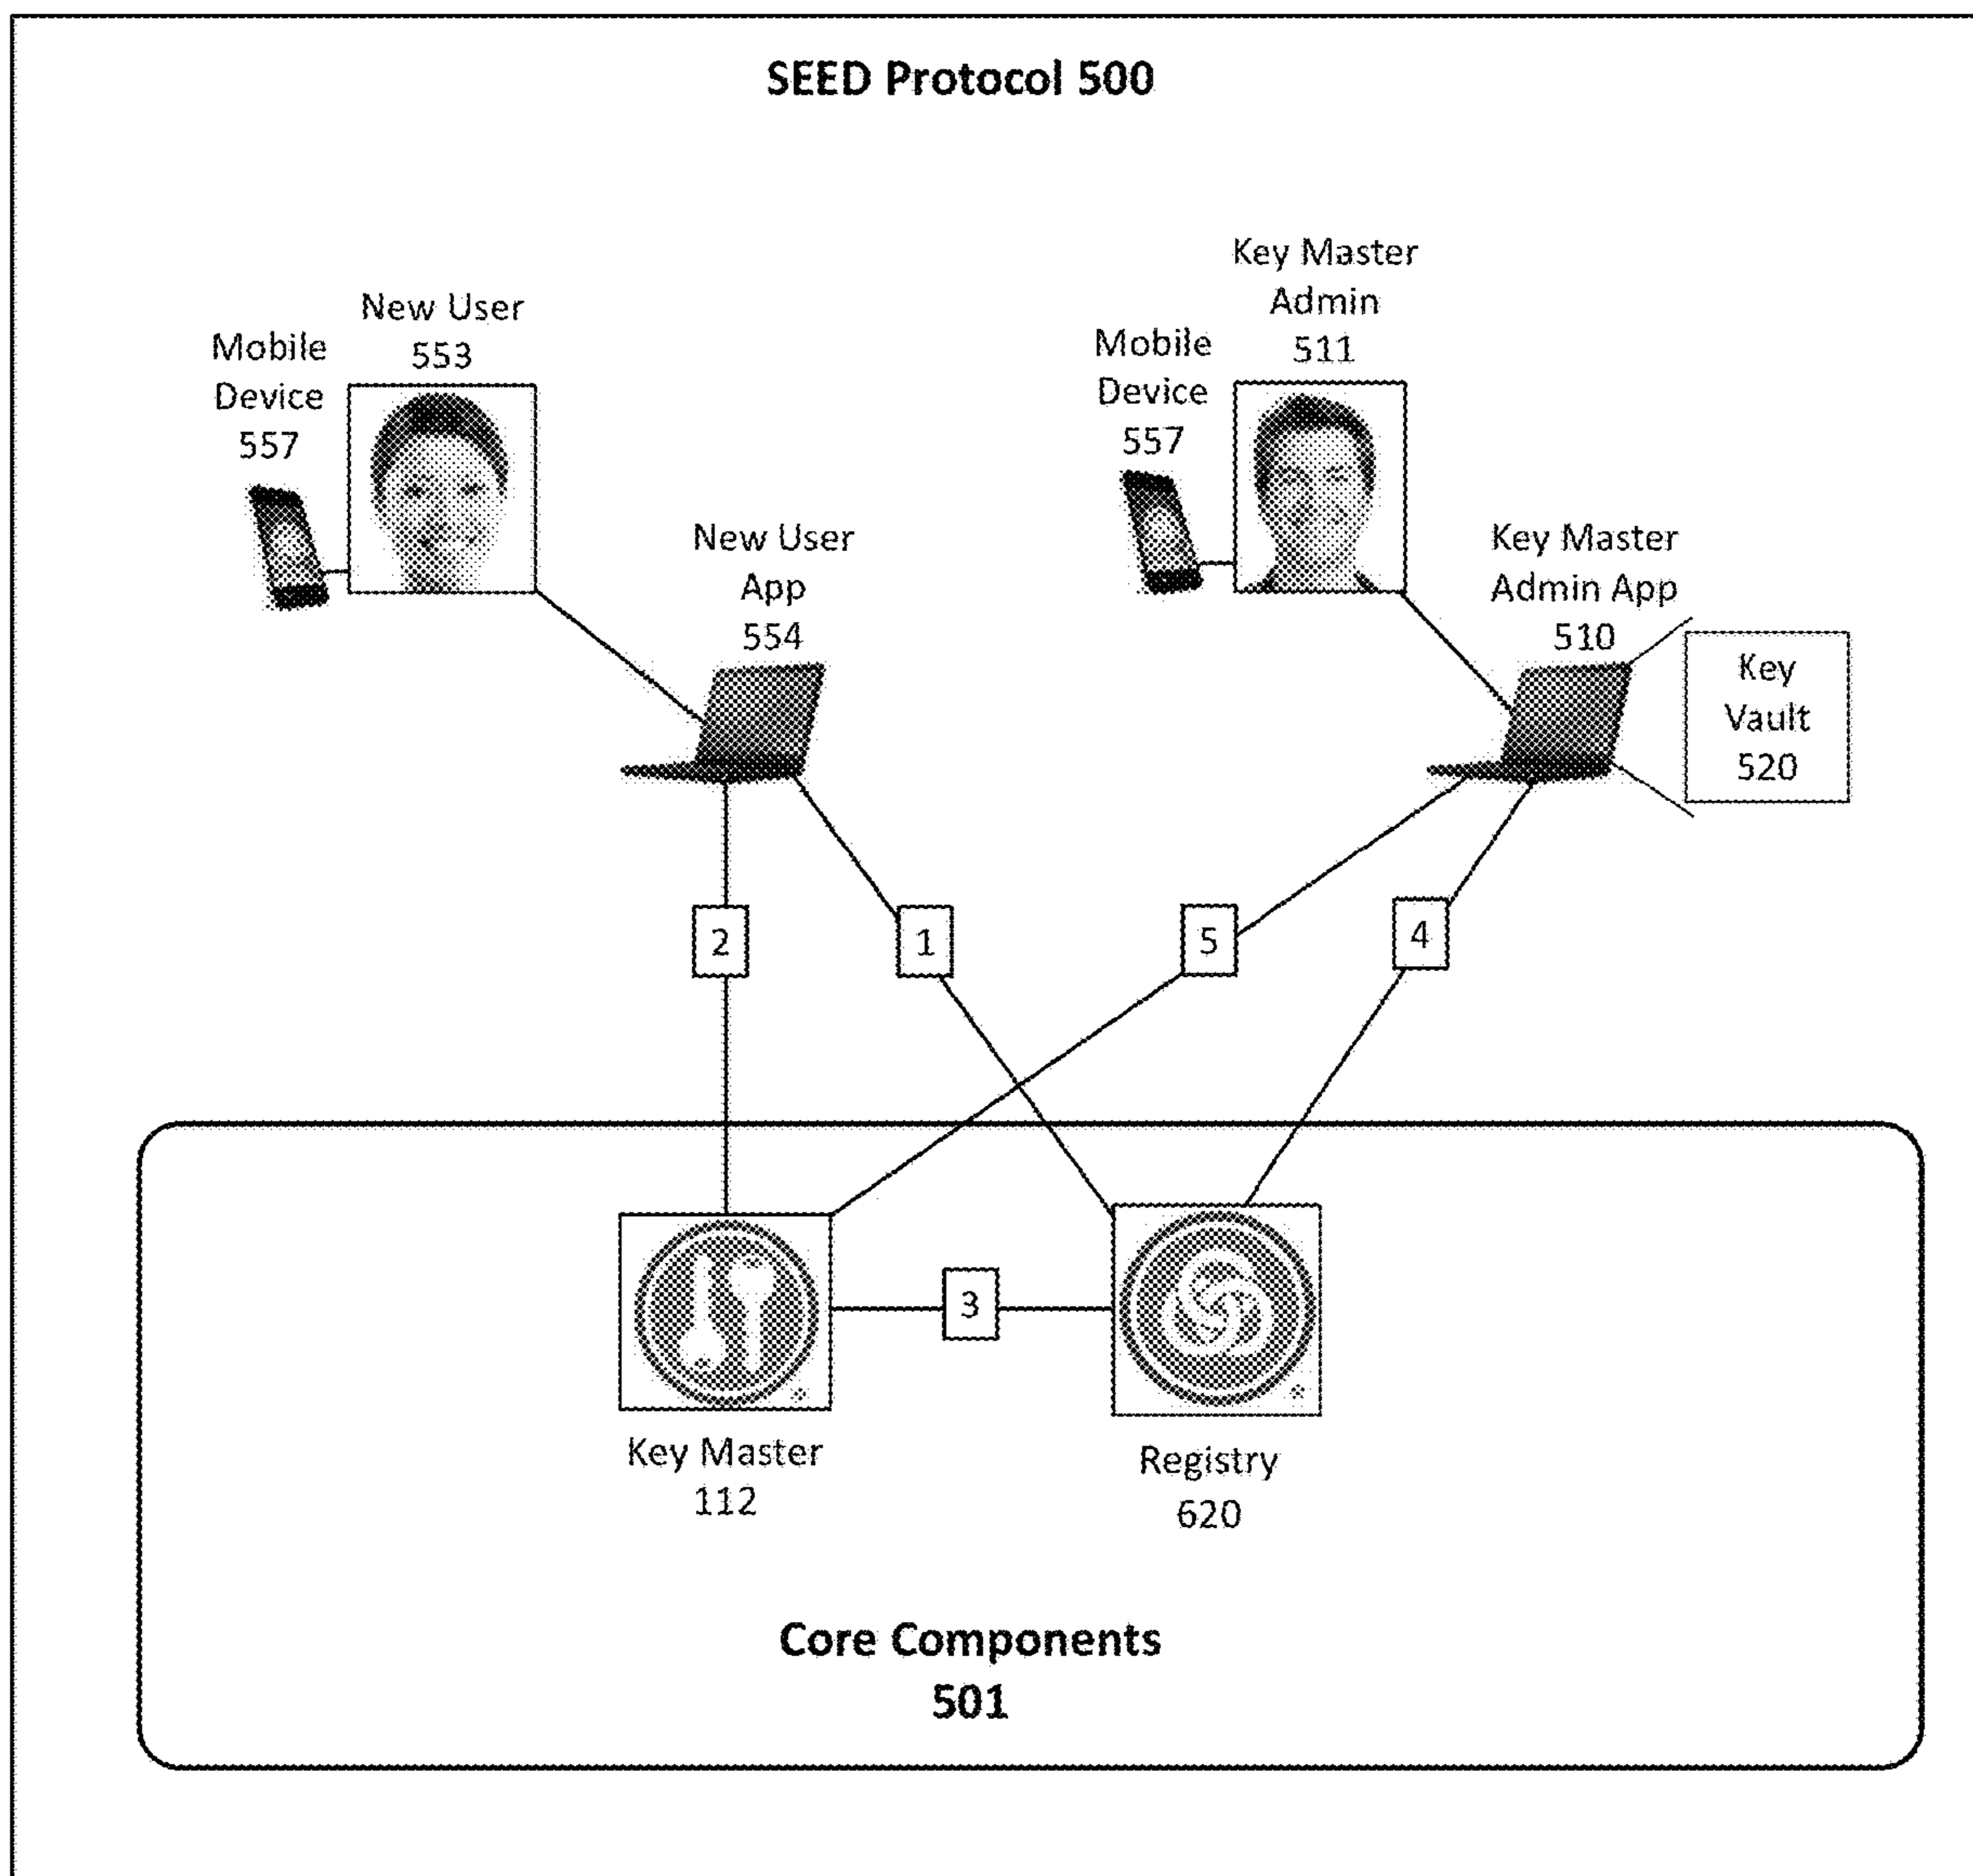 SEED Protocol 500
New User
553
Mobile
Device
557
Key Master
Admin
511
Mobile
Device
557
New User
App
554
Key Master
Admin App
510
Key
Vault
520
2
1
5
4
3
Key Master
112
Registry
620
Core Components
501